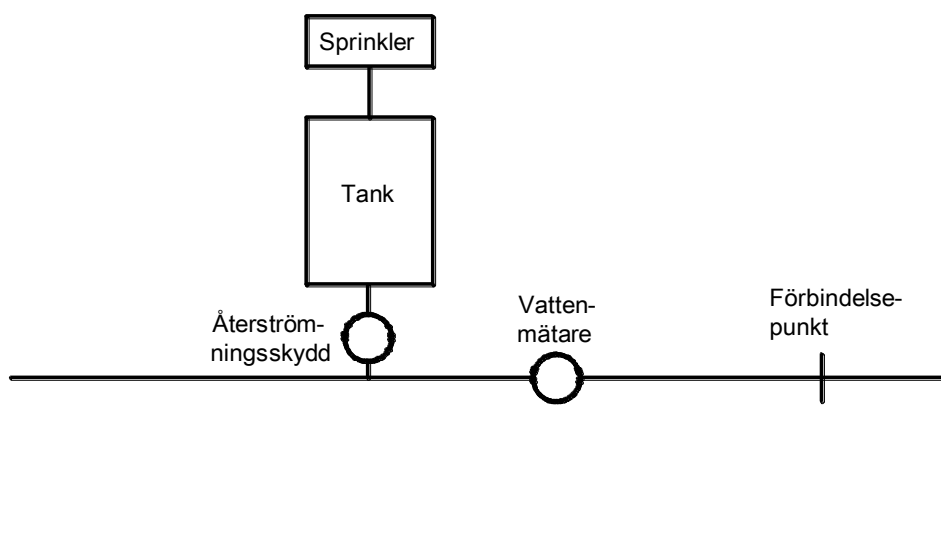 Sprinkler
Tank
Återström-
ningsskydd
Vatten-
mätare
Förbindelse-
punkt